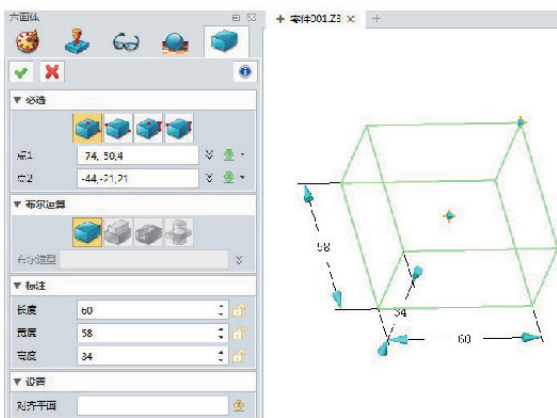 六面体
零件001.Z3
必选
点1 -74,-50,4
点2 -44,-21,21
布尔运算
布尔造型
标注
长度 60
宽度 58
高度 34
设置
对齐平面
58
34
60